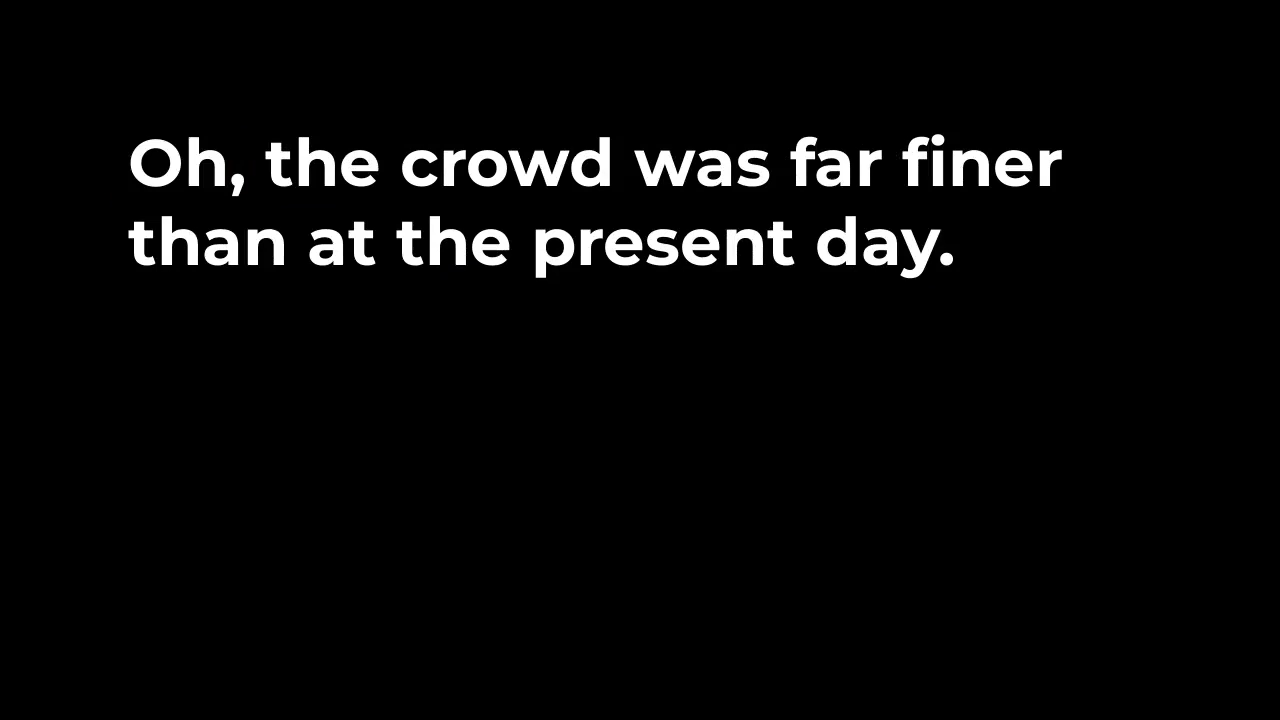 Oh, the crowd was far finer
than at the present day.